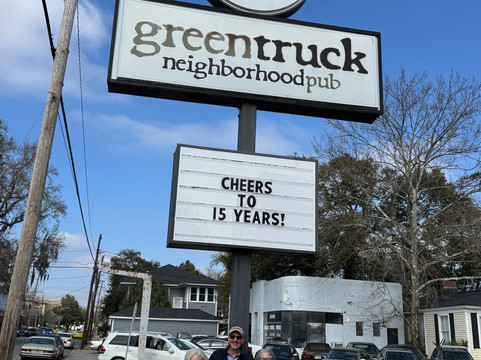 greentruck
neighborhoodpub
CHEERS
TO
15 YEARS!